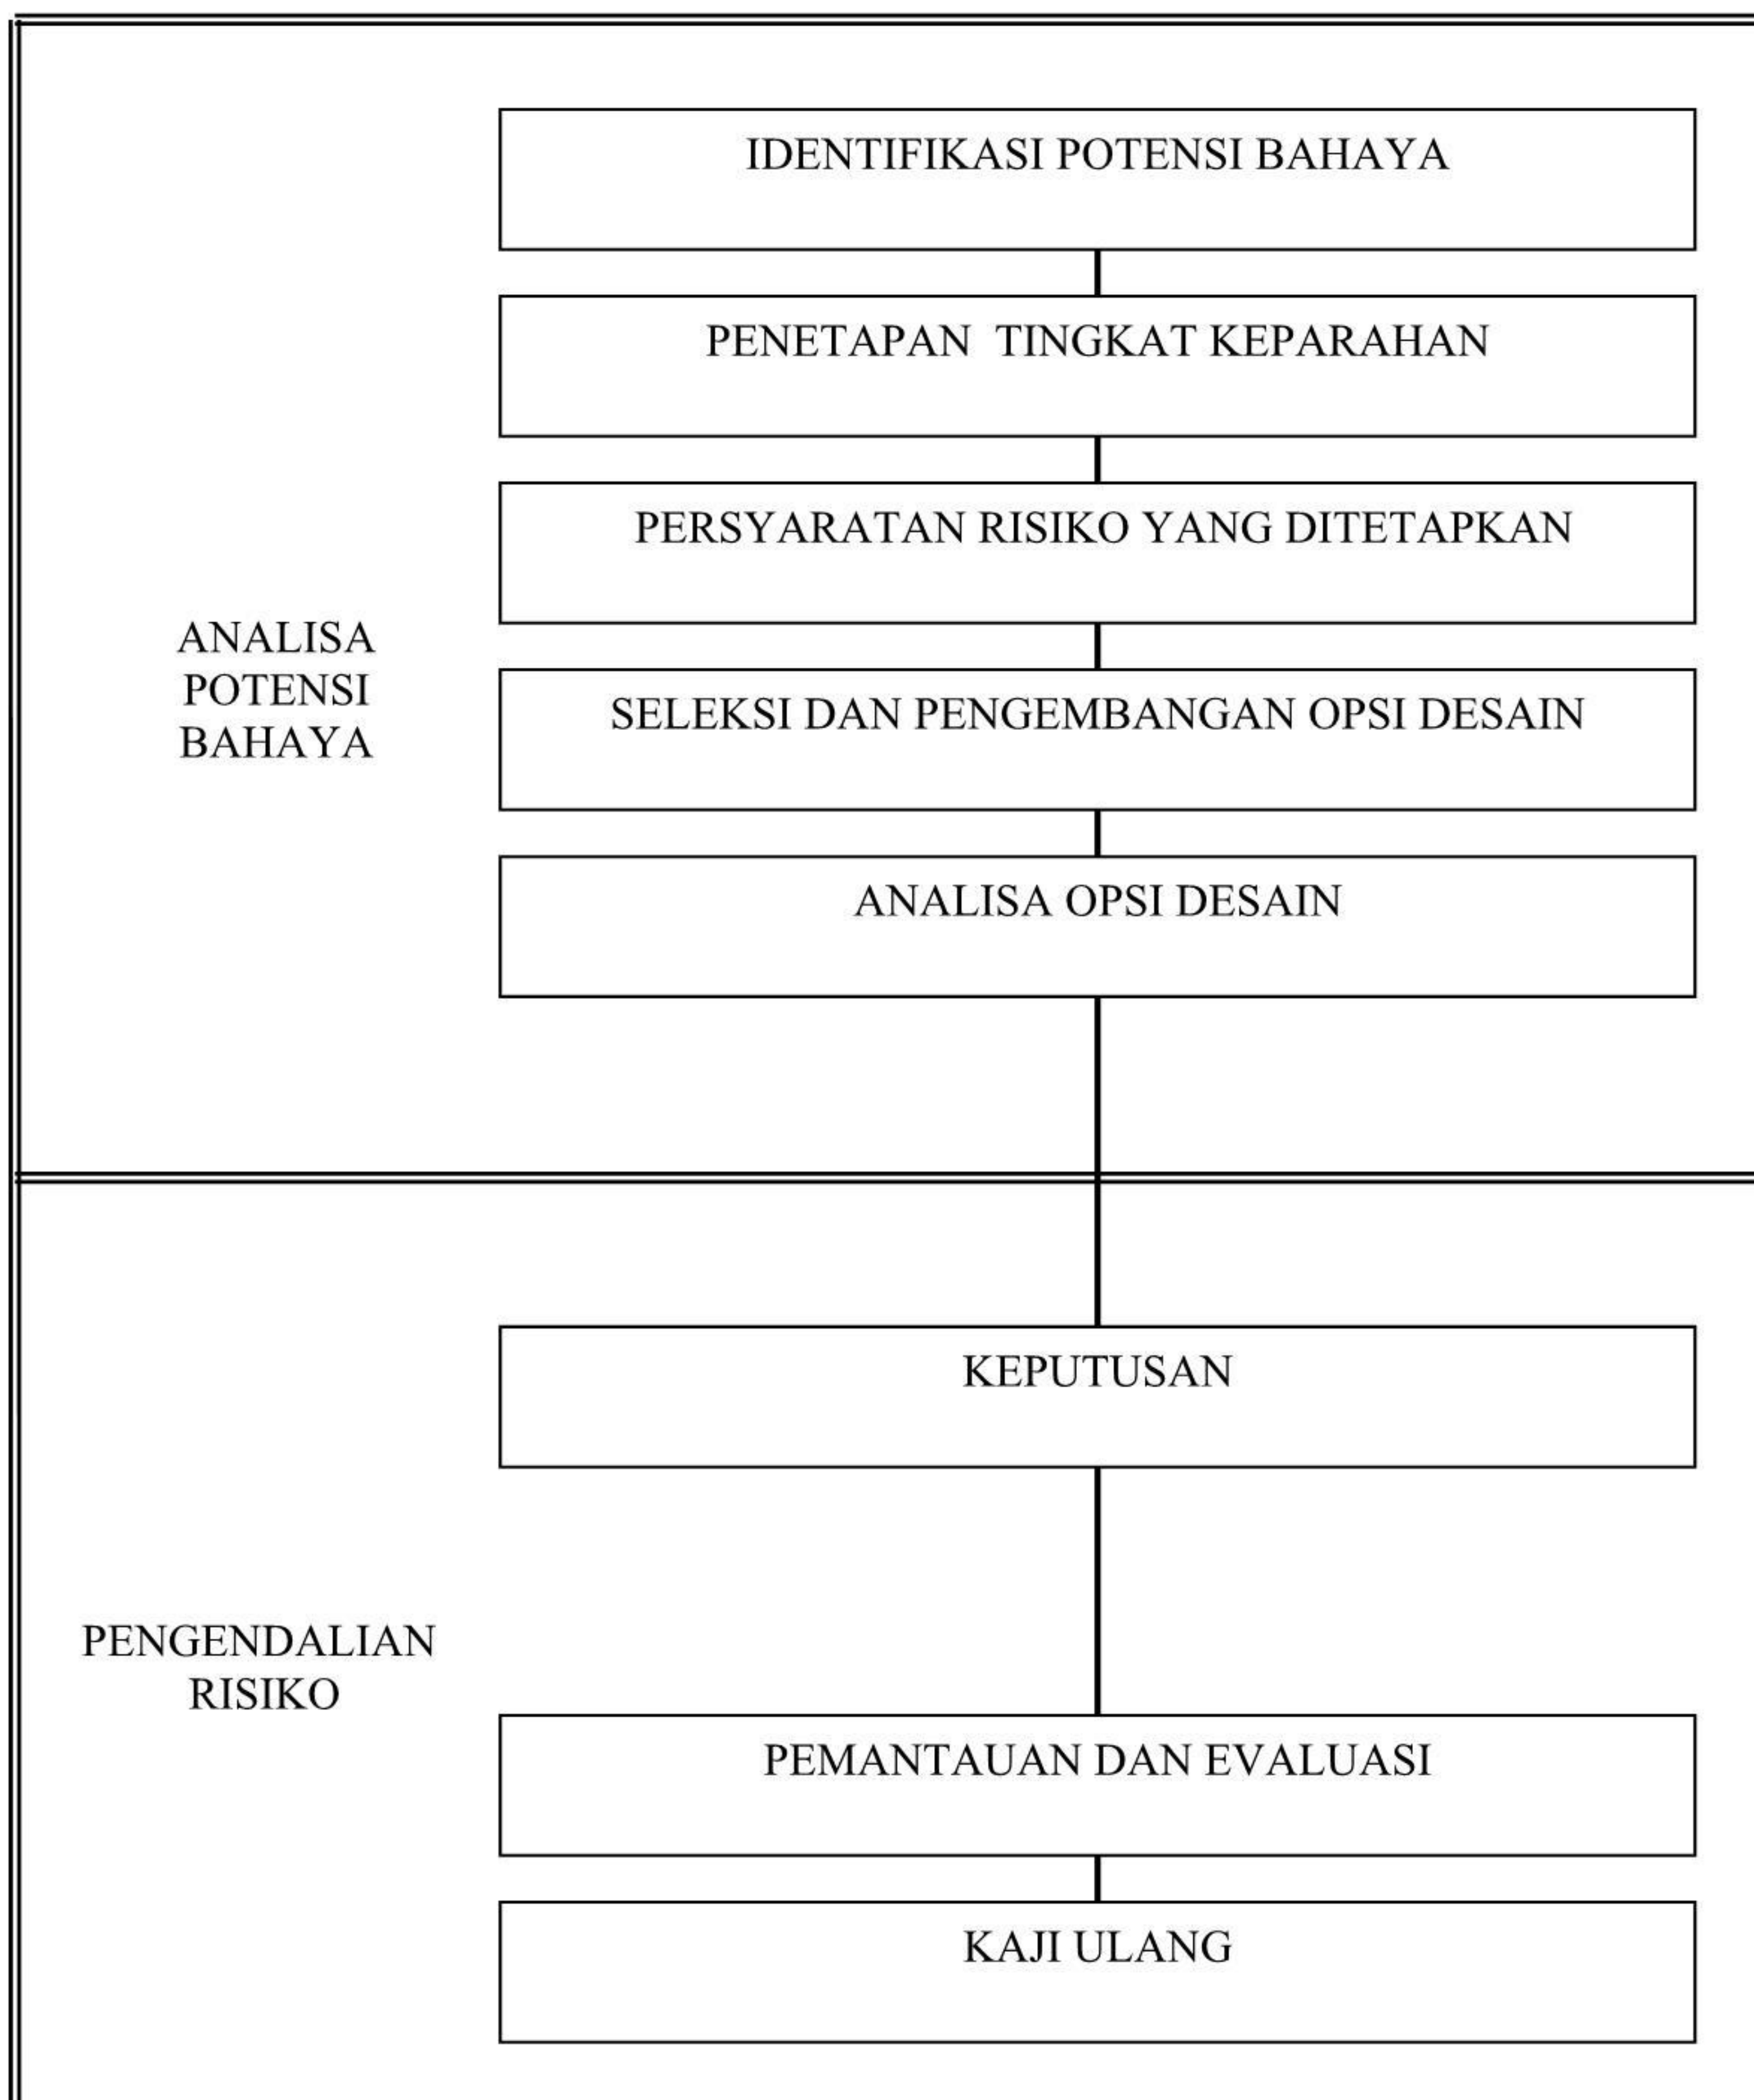 IDENTIFIKASI POTENSI BAHAYA
PENETAPAN TINGKAT KEPARAHAN
PERSYARATAN RISIKO YANG DITETAPKAN
ANALISA
POTENSI
BAHAYA
SELEKSI DAN PENGEMBANGAN OPSI DESAIN
ANALISA OPSI DESAIN
KEPUTUSAN
PENGENDALIAN
RISIKO
PEMANTAUAN DAN EVALUASI
KAJI ULANG